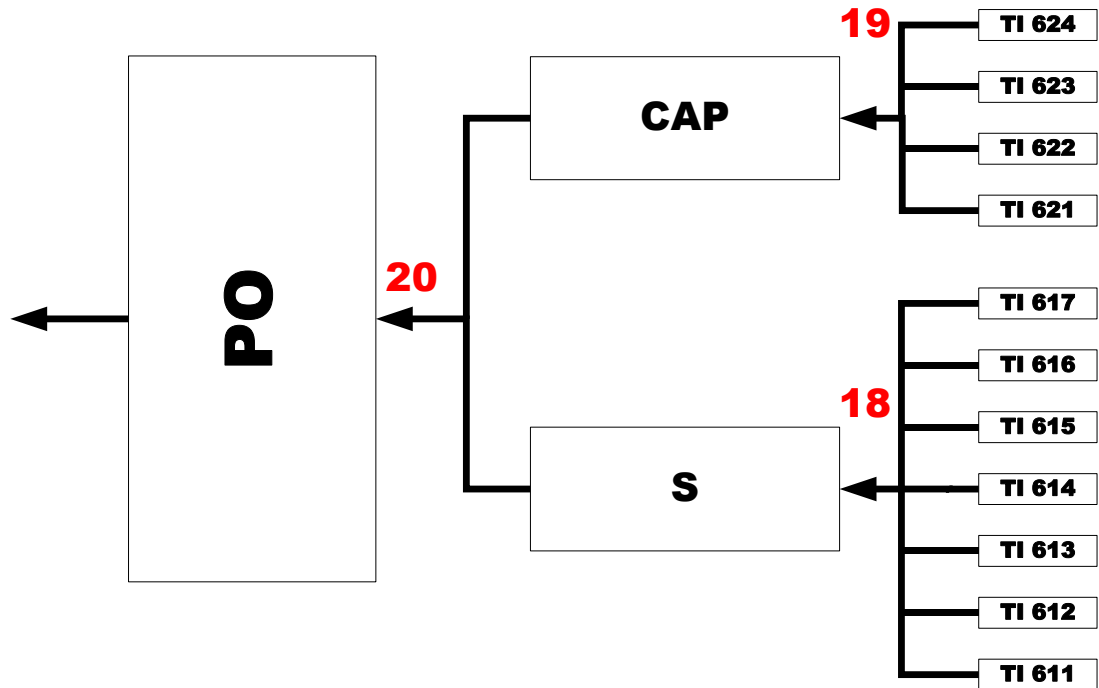 19
TI 624
TI 623
CAP
TI 622
TI 621
20
PO
TI 617
TI 616
18
TI 615
S
TI 614
TI 613
TI 612
TI 611